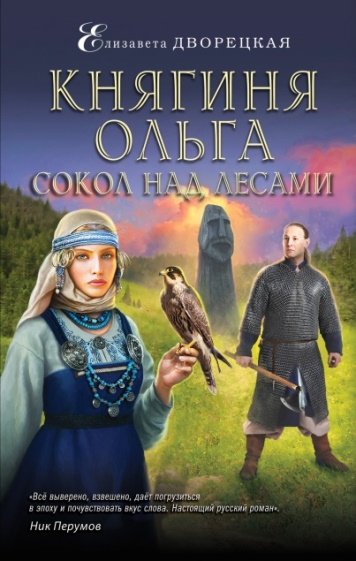 Елизавета ДВОРЕЦКАЯ
КНЯГИНЯ
ОЛЬГА
СОКОЛ НАД ЛЕСАМИ
«Всё выверено, взвешено, даёт погрузиться
в эпоху и почувствовать вкус слова. Настоящий русский роман».
Ник Перумов